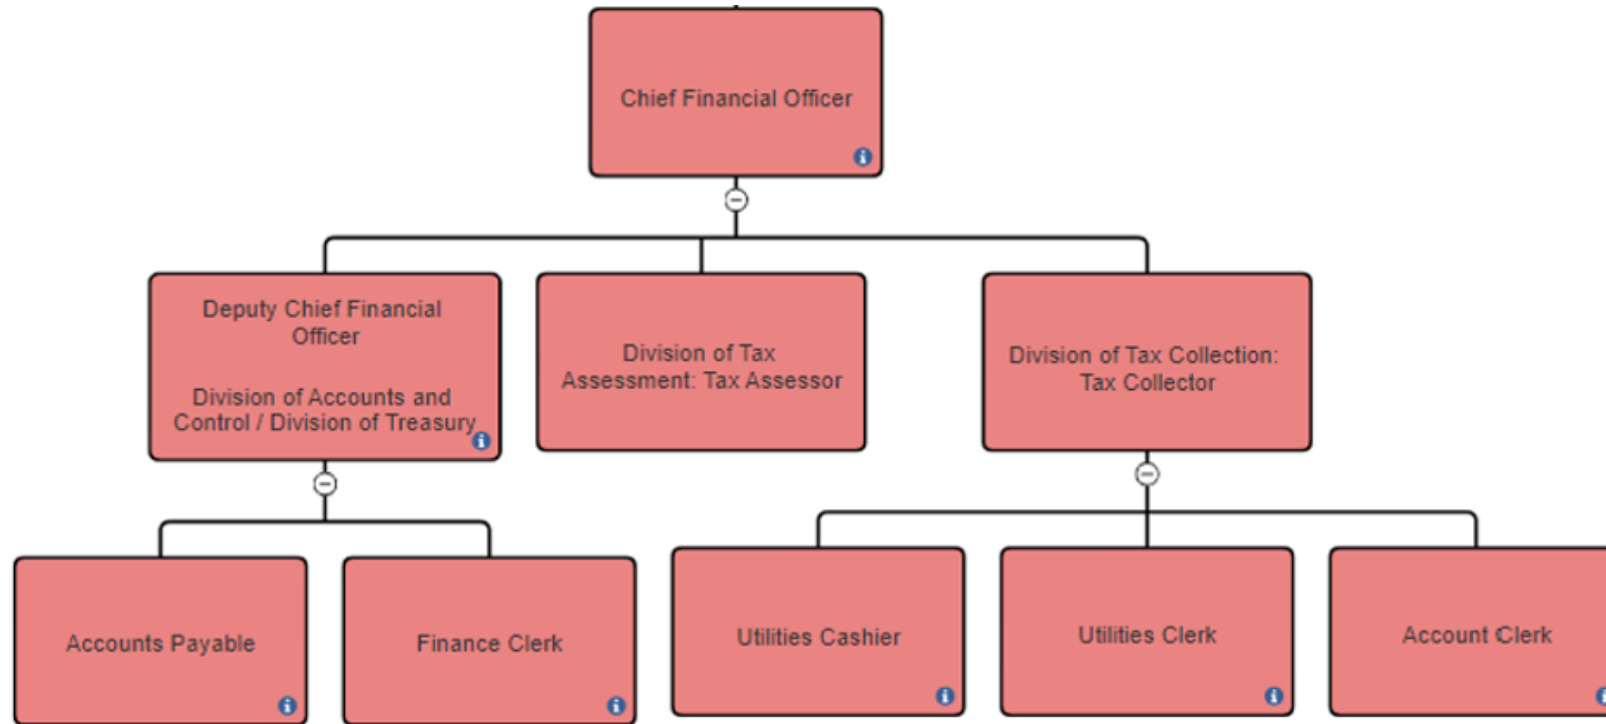 Chief Financial Officer
Deputy Chief Financial
Officer
Division of Accounts and
Control / Division of Treasury
Division of Tax
Assessment: Tax Assessor
Division of Tax Collection:
Tax Collector
Accounts Payable
Finance Clerk
Utilities Cashier
Utilities Clerk
Account Clerk